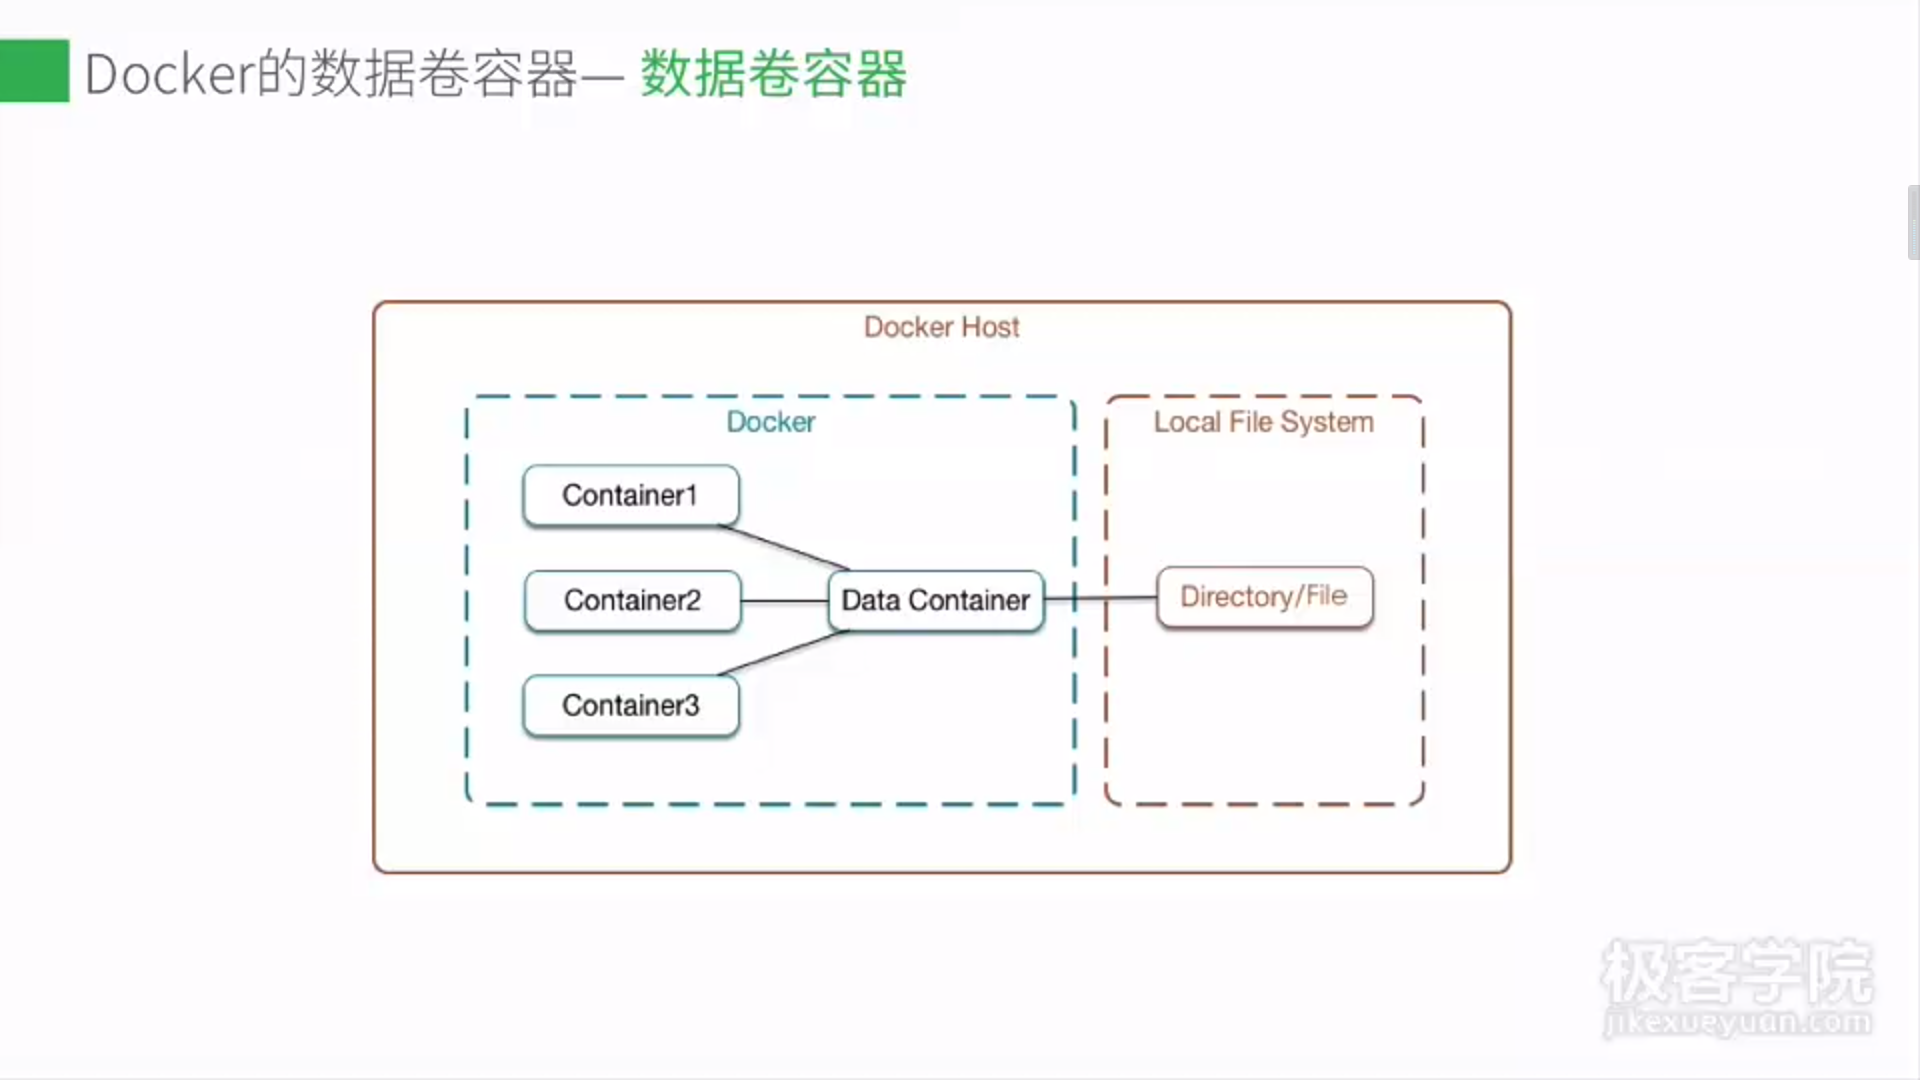 Docker的数据卷容器— 数据卷容器
Docker Host
Docker
Local File System
Container1
Container2
Data Container
Directory/File
Container3
极客学院
jikexueyuan.com